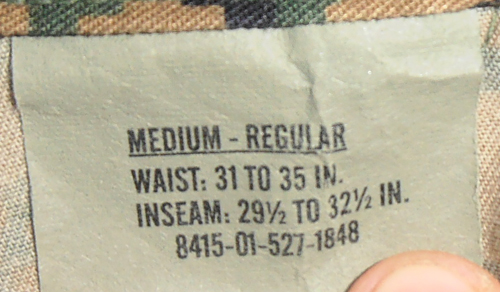 MEDIUM - REGULAR
WAIST: 31 TO 35 IN.
INSEAM: 29½ TO 32½ IN.
8415-01-527-1848